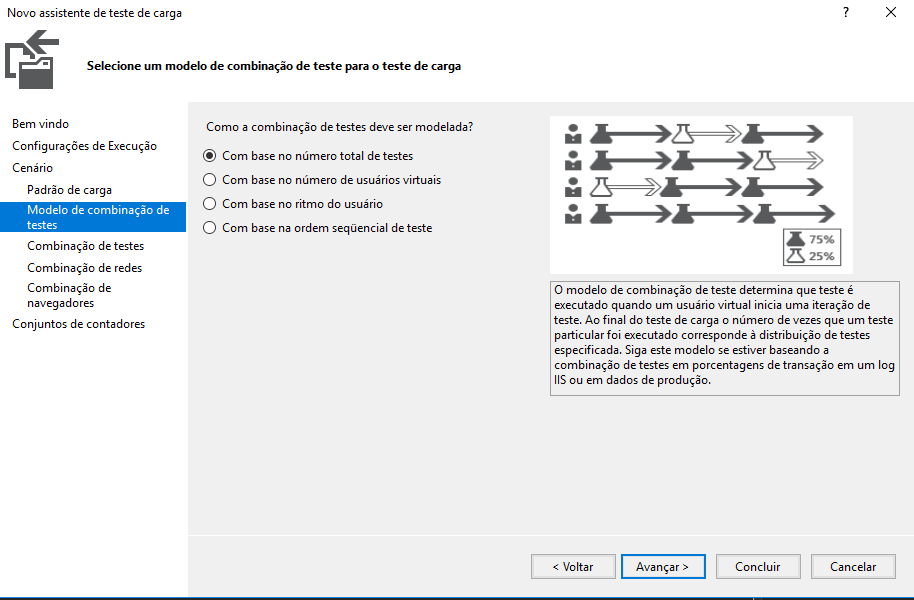 Novo assistente de teste de carga
?
Selecione um modelo de combinação de teste para o teste de carga
Bem vindo
Configurações de Execução
Cenário
Padrão de carga
Modelo de combinação de
testes
Combinação de testes
Combinação de redes
Combinação de
navegadores
Conjuntos de contadores
Como a combinação de testes deve ser modelada?
Com base no número total de testes
Com base no número de usuários virtuais
Com base no ritmo do usuário
Com base na ordem seqüencial de teste
75%
25%
O modelo de combinação de teste determina que teste é
executado quando um usuário virtual inicia uma iteração de
teste. Ao final do teste de carga o número de vezes que um teste
particular foi executado corresponde à distribuição de testes
especificada. Siga este modelo se estiver baseando a
combinação de testes em porcentagens de transação em um log
IIS ou em dados de produção.
< Voltar
Avançar >
Concluir
Cancelar